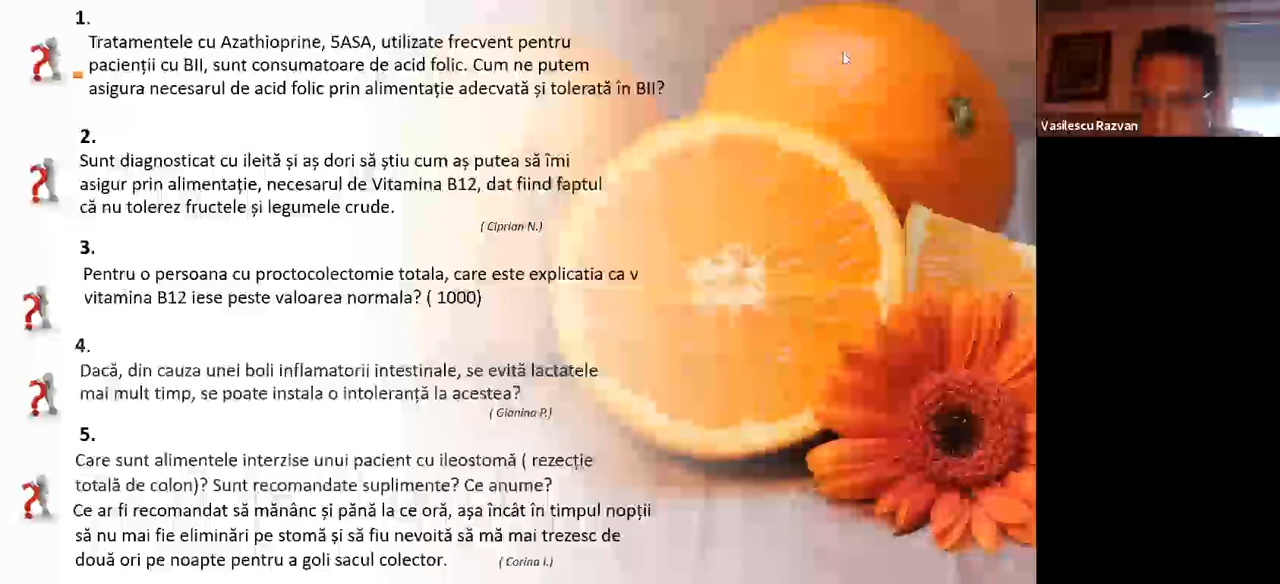 1.
Tratamentele cu Azathioprine, 5ASA, utilizate frecvent pentru
pacienții cu BII, sunt consumatoare de acid folic. Cum ne putem
asigura necesarul de acid folic prin alimentație adecvată și tolerată în BII?
2.
Sunt diagnosticat cu ileită și aș dori să știu cum aș putea să îmi
asigur prin alimentație, necesarul de Vitamina B12, dat fiind faptul
că nu tolerez fructele și legumele crude.
( Ciprian N.)
3.
Pentru o persoana cu proctocolectomie totala, care este explicatia ca v
vitamina B12 iese peste valoarea normala? ( 1000)
4.
Dacă, din cauza unei boli inflamatorii intestinale, se evită lactatele
mai mult timp, se poate instala o intoleranță la acestea?
( Gianina P.)
5.
Care sunt alimentele interzise unui pacient cu ileostomă ( rezecție
totală de colon)? Sunt recomandate suplimente? Ce anume?
Ce ar fi recomandat să mănânc și până la ce oră, așa încât în timpul nopții
să nu mai fie eliminări pe stomă și să fiu nevoită să mă mai trezesc de
două ori pe noapte pentru a goli sacul colector.
( Corina I.)
Vasilescu Razvan